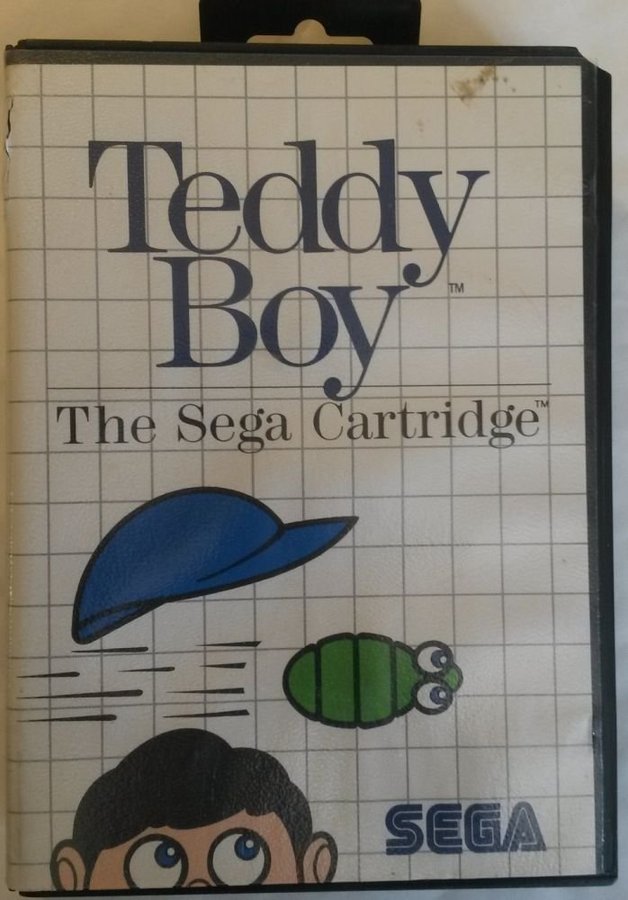 Teddy
Boy™
The Sega Cartridge™
SEGA